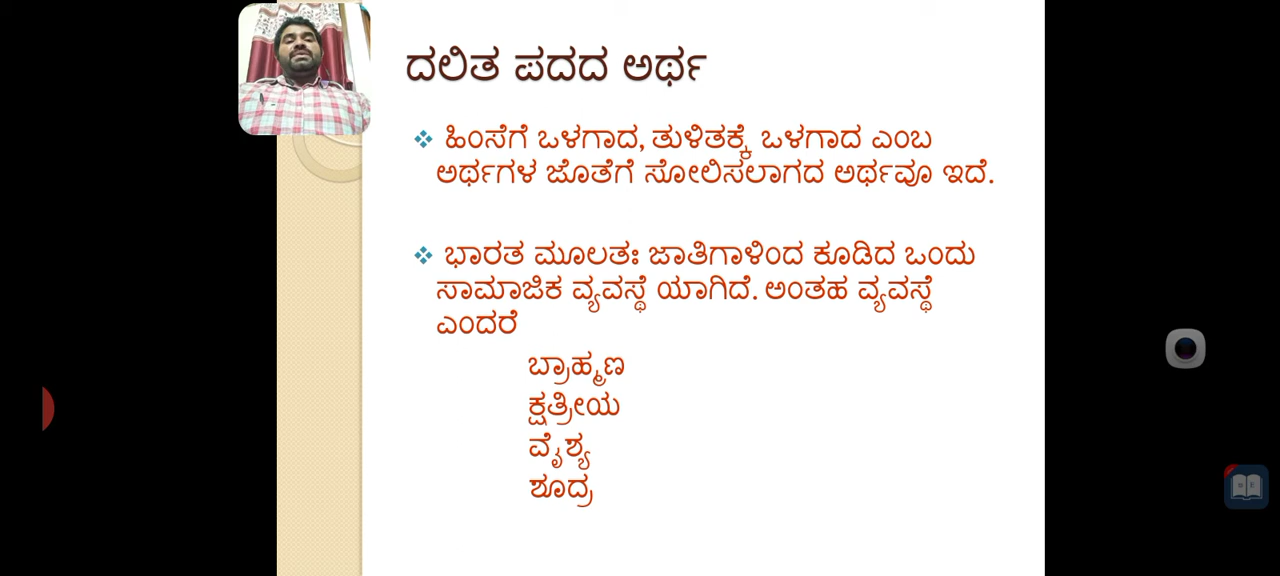 ದಲಿತ ಪದದ ಅರ್ಥ
ಹಿಂಸೆಗೆ ಒಳಗಾದ, ತುಳಿತಕ್ಕೆ ಒಳಗಾದ ಎಂಬ
ಅರ್ಥಗಳ ಜೊತೆಗೆ ಸೋಲಿಸಲಾಗದ ಅರ್ಥವೂ ಇದೆ.
ಭಾರತ ಮೂಲತಃ ಜಾತಿಗಾಳಿಂದ ಕೂಡಿದ ಒಂದು
ಸಾಮಾಜಿಕ ವ್ಯವಸ್ಥೆ ಯಾಗಿದೆ. ಅಂತಹ ವ್ಯವಸ್ಥೆ
ಎಂದರೆ
ಬ್ರಾಹ್ಮಣ
ಕ್ಷತ್ರೀಯ
ವೈಶ್ಯ
ಶೂದ್ರ